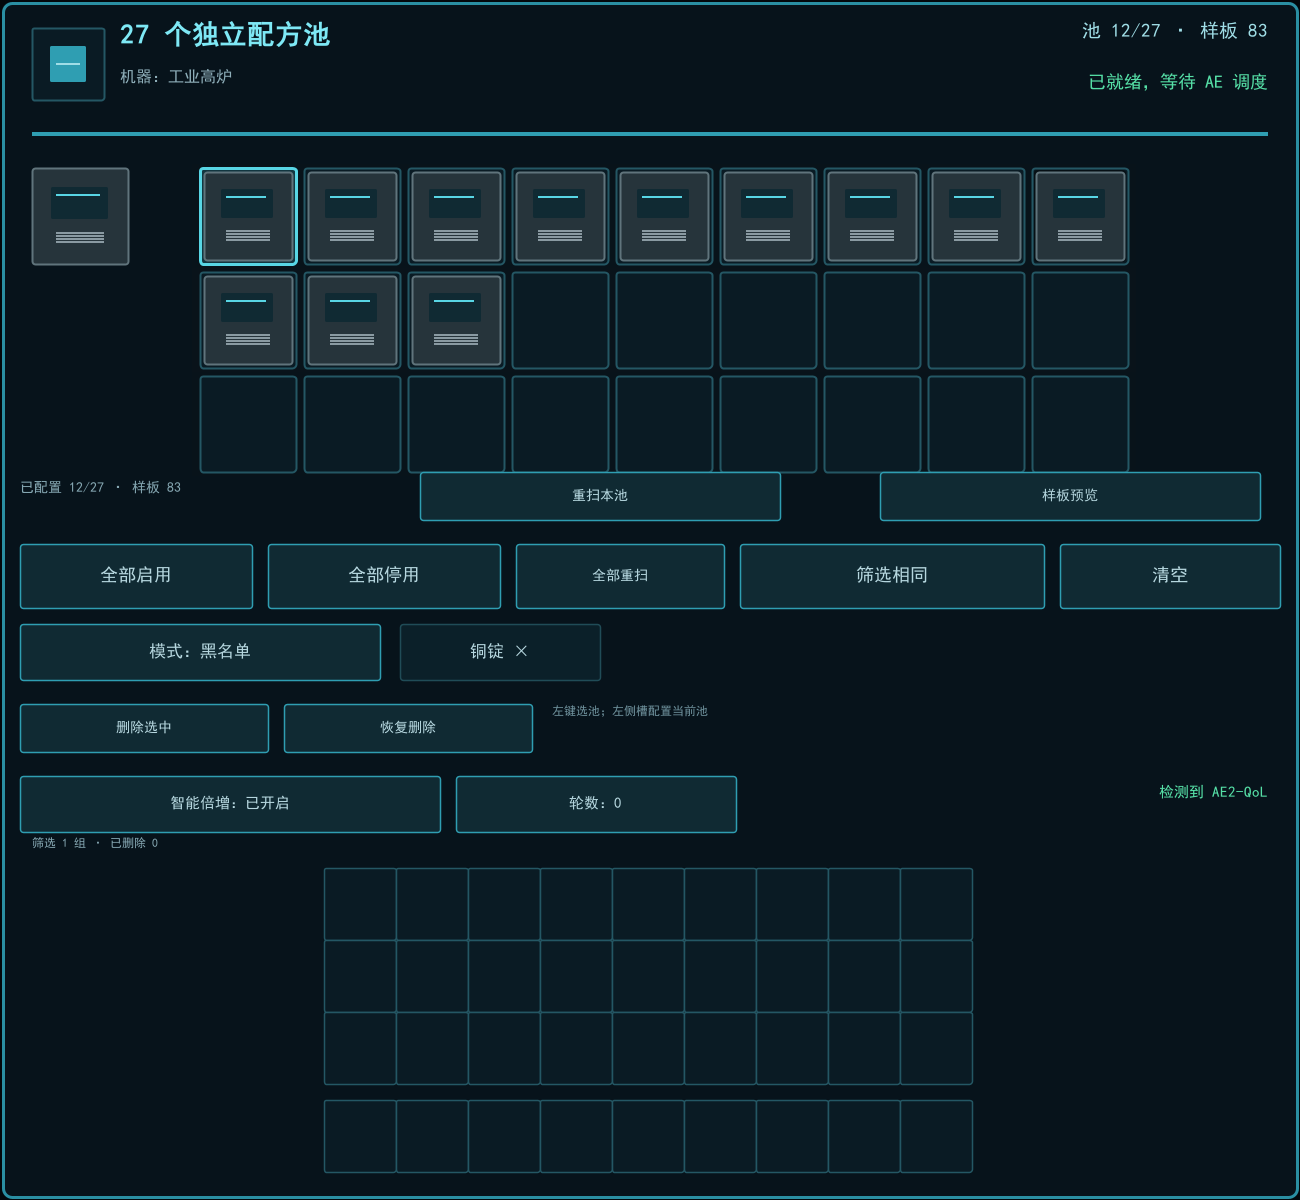 27 个独立配方池
池 12/27 · 样板 83
机器: 工业高炉
已就绪, 等待 AE 调度
已配置 12/27 · 样板 83
重扫本池
样板预览
全部启用
全部停用
全部重扫
筛选相同
清空
模式: 黑名单
铜锭 ×
删除选中
恢复删除
左键选池; 左侧槽配置当前池
智能倍增: 已开启
轮数: 0
检测到 AE2-QoL
筛选 1 组 · 已删除 0